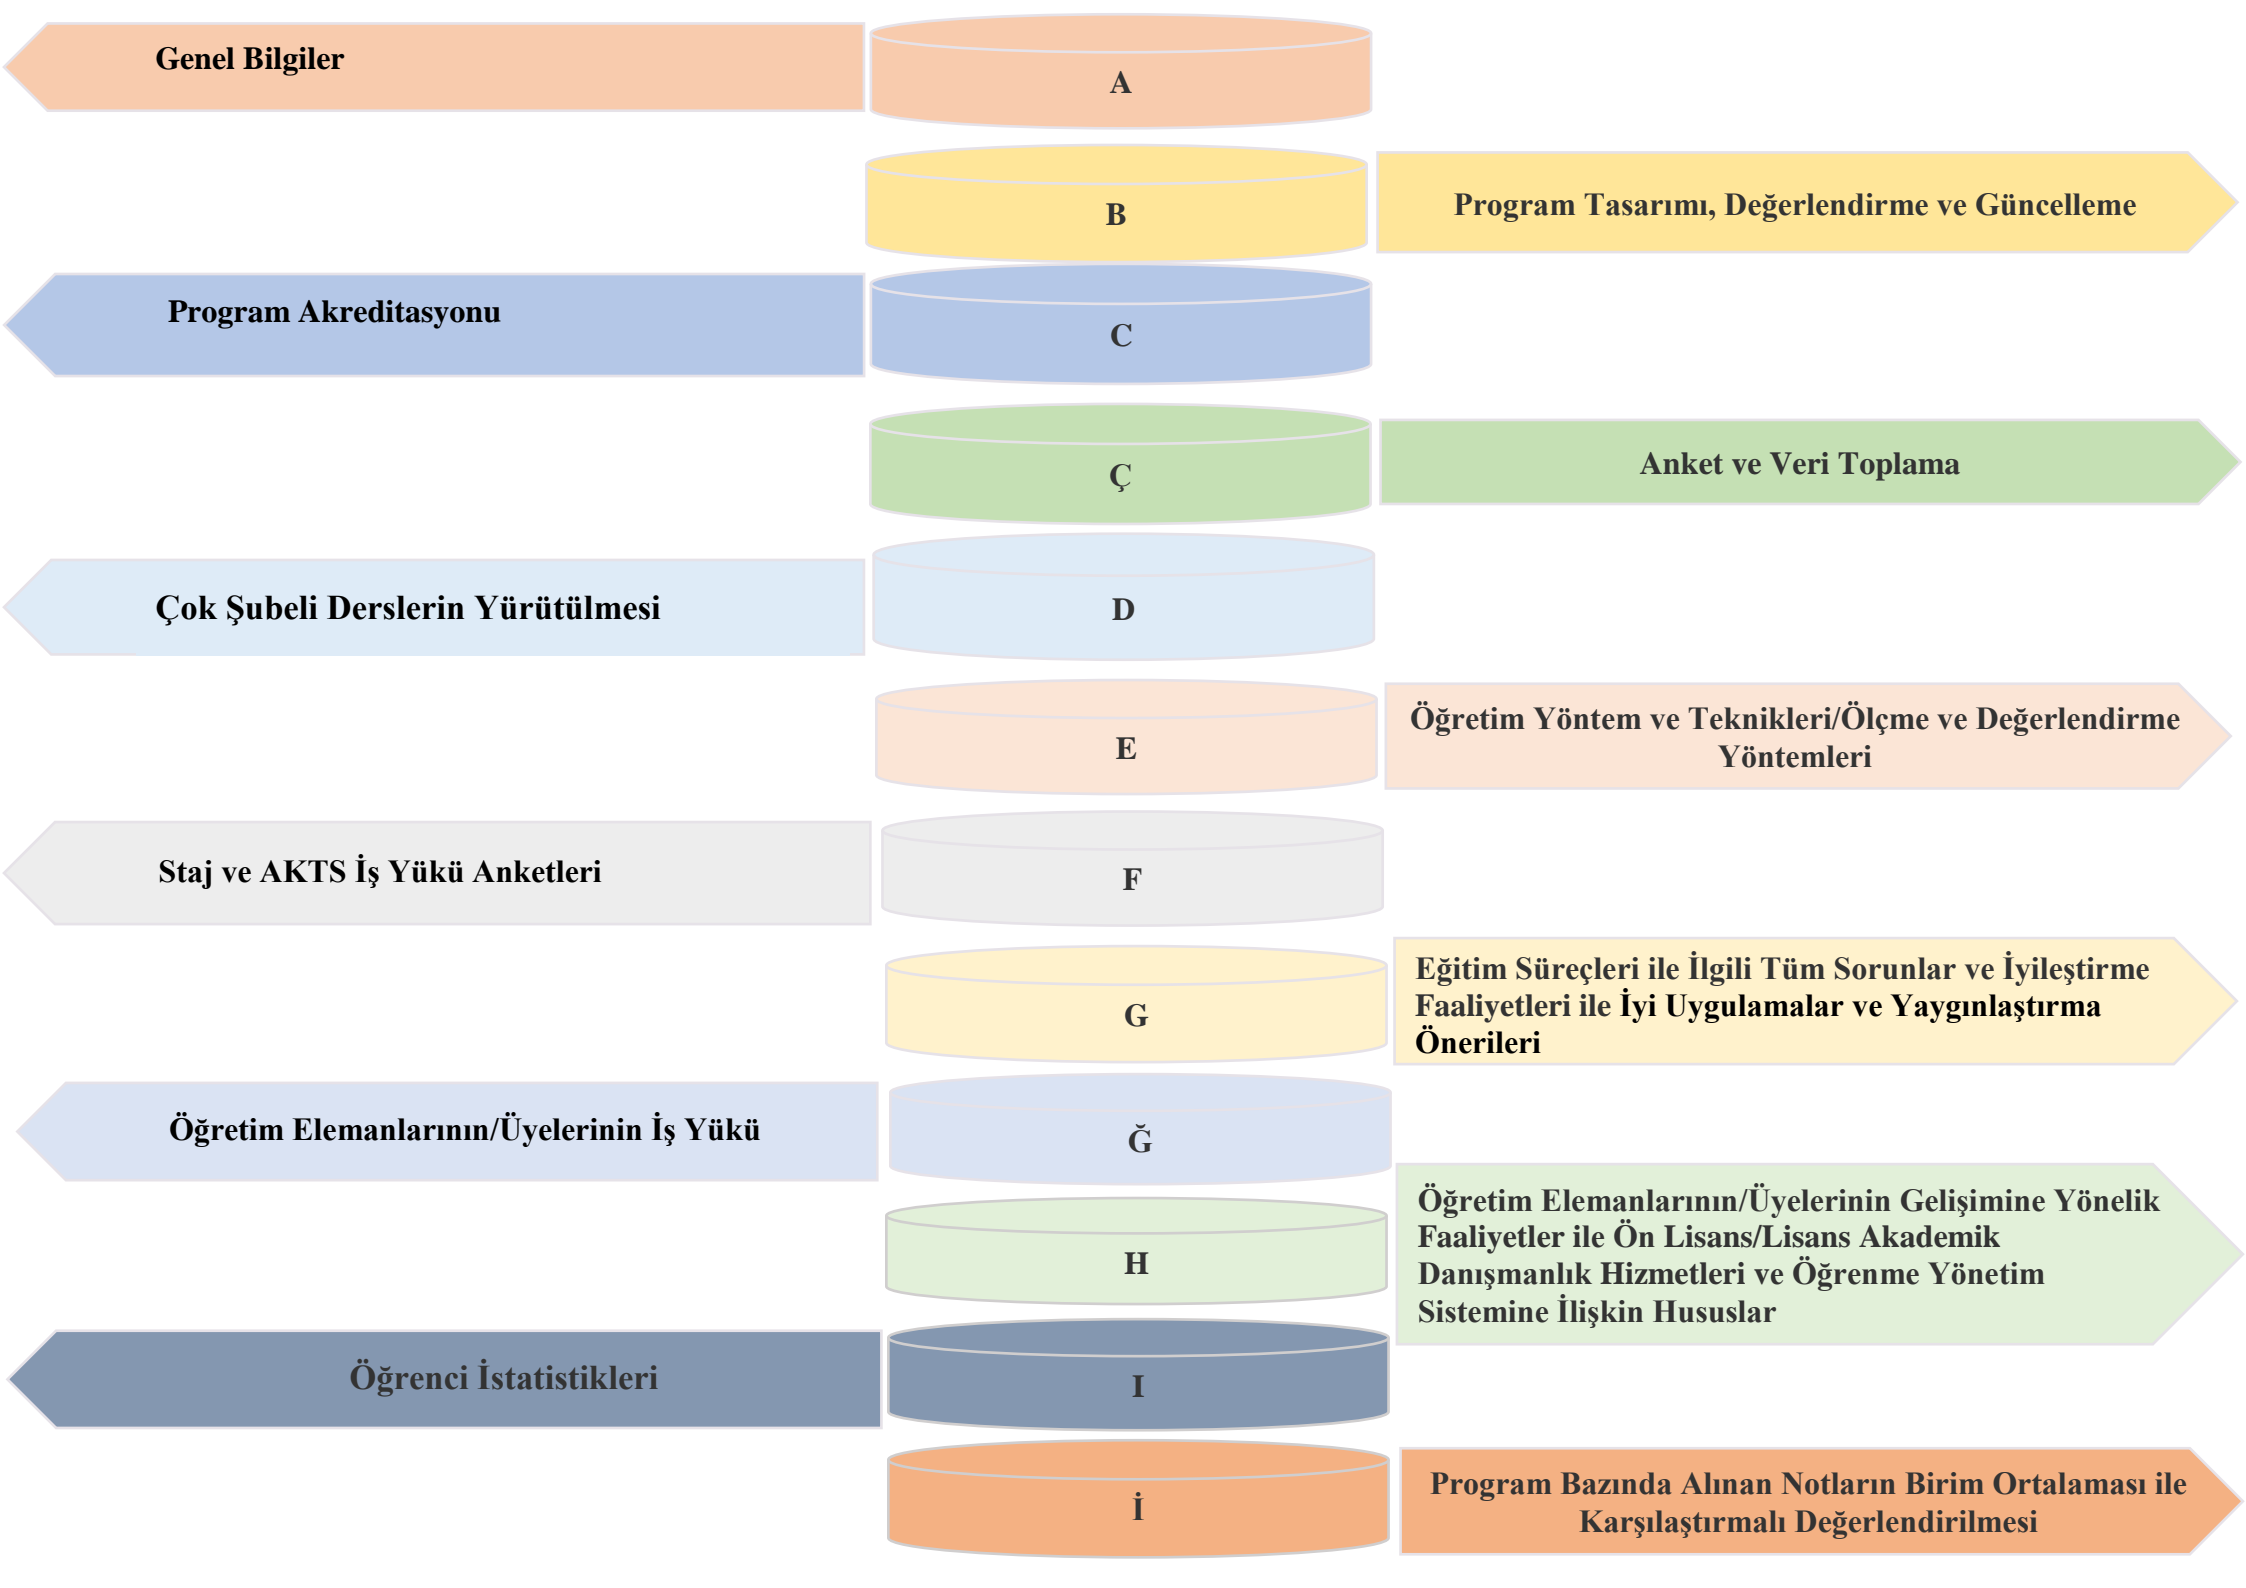 Genel Bilgiler
A
B
Program Tasarımı, Değerlendirme ve Güncelleme
Program Akreditasyonu
C
Ç
Anket ve Veri Toplama
Çok Şubeli Derslerin Yürütülmesi
D
E
Öğretim Yöntem ve Teknikleri/Ölçme ve Değerlendirme
Yöntemleri
Staj ve AKTS İş Yükü Anketleri
F
G
Eğitim Süreçleri ile İlgili Tüm Sorunlar ve İyileştirme
Faaliyetleri ile İyi Uygulamalar ve Yaygınlaştırma
Önerileri
Öğretim Elemanlarının/Üyelerinin İş Yükü
Ğ
H
Öğretim Elemanlarının/Üyelerinin Gelişimine Yönelik
Faaliyetler ile Ön Lisans/Lisans Akademik
Danışmanlık Hizmetleri ve Öğrenme Yönetim
Sistemine İlişkin Hususlar
Öğrenci İstatistikleri
I
İ
Program Bazında Alınan Notların Birim Ortalaması ile
Karşılaştırmalı Değerlendirilmesi